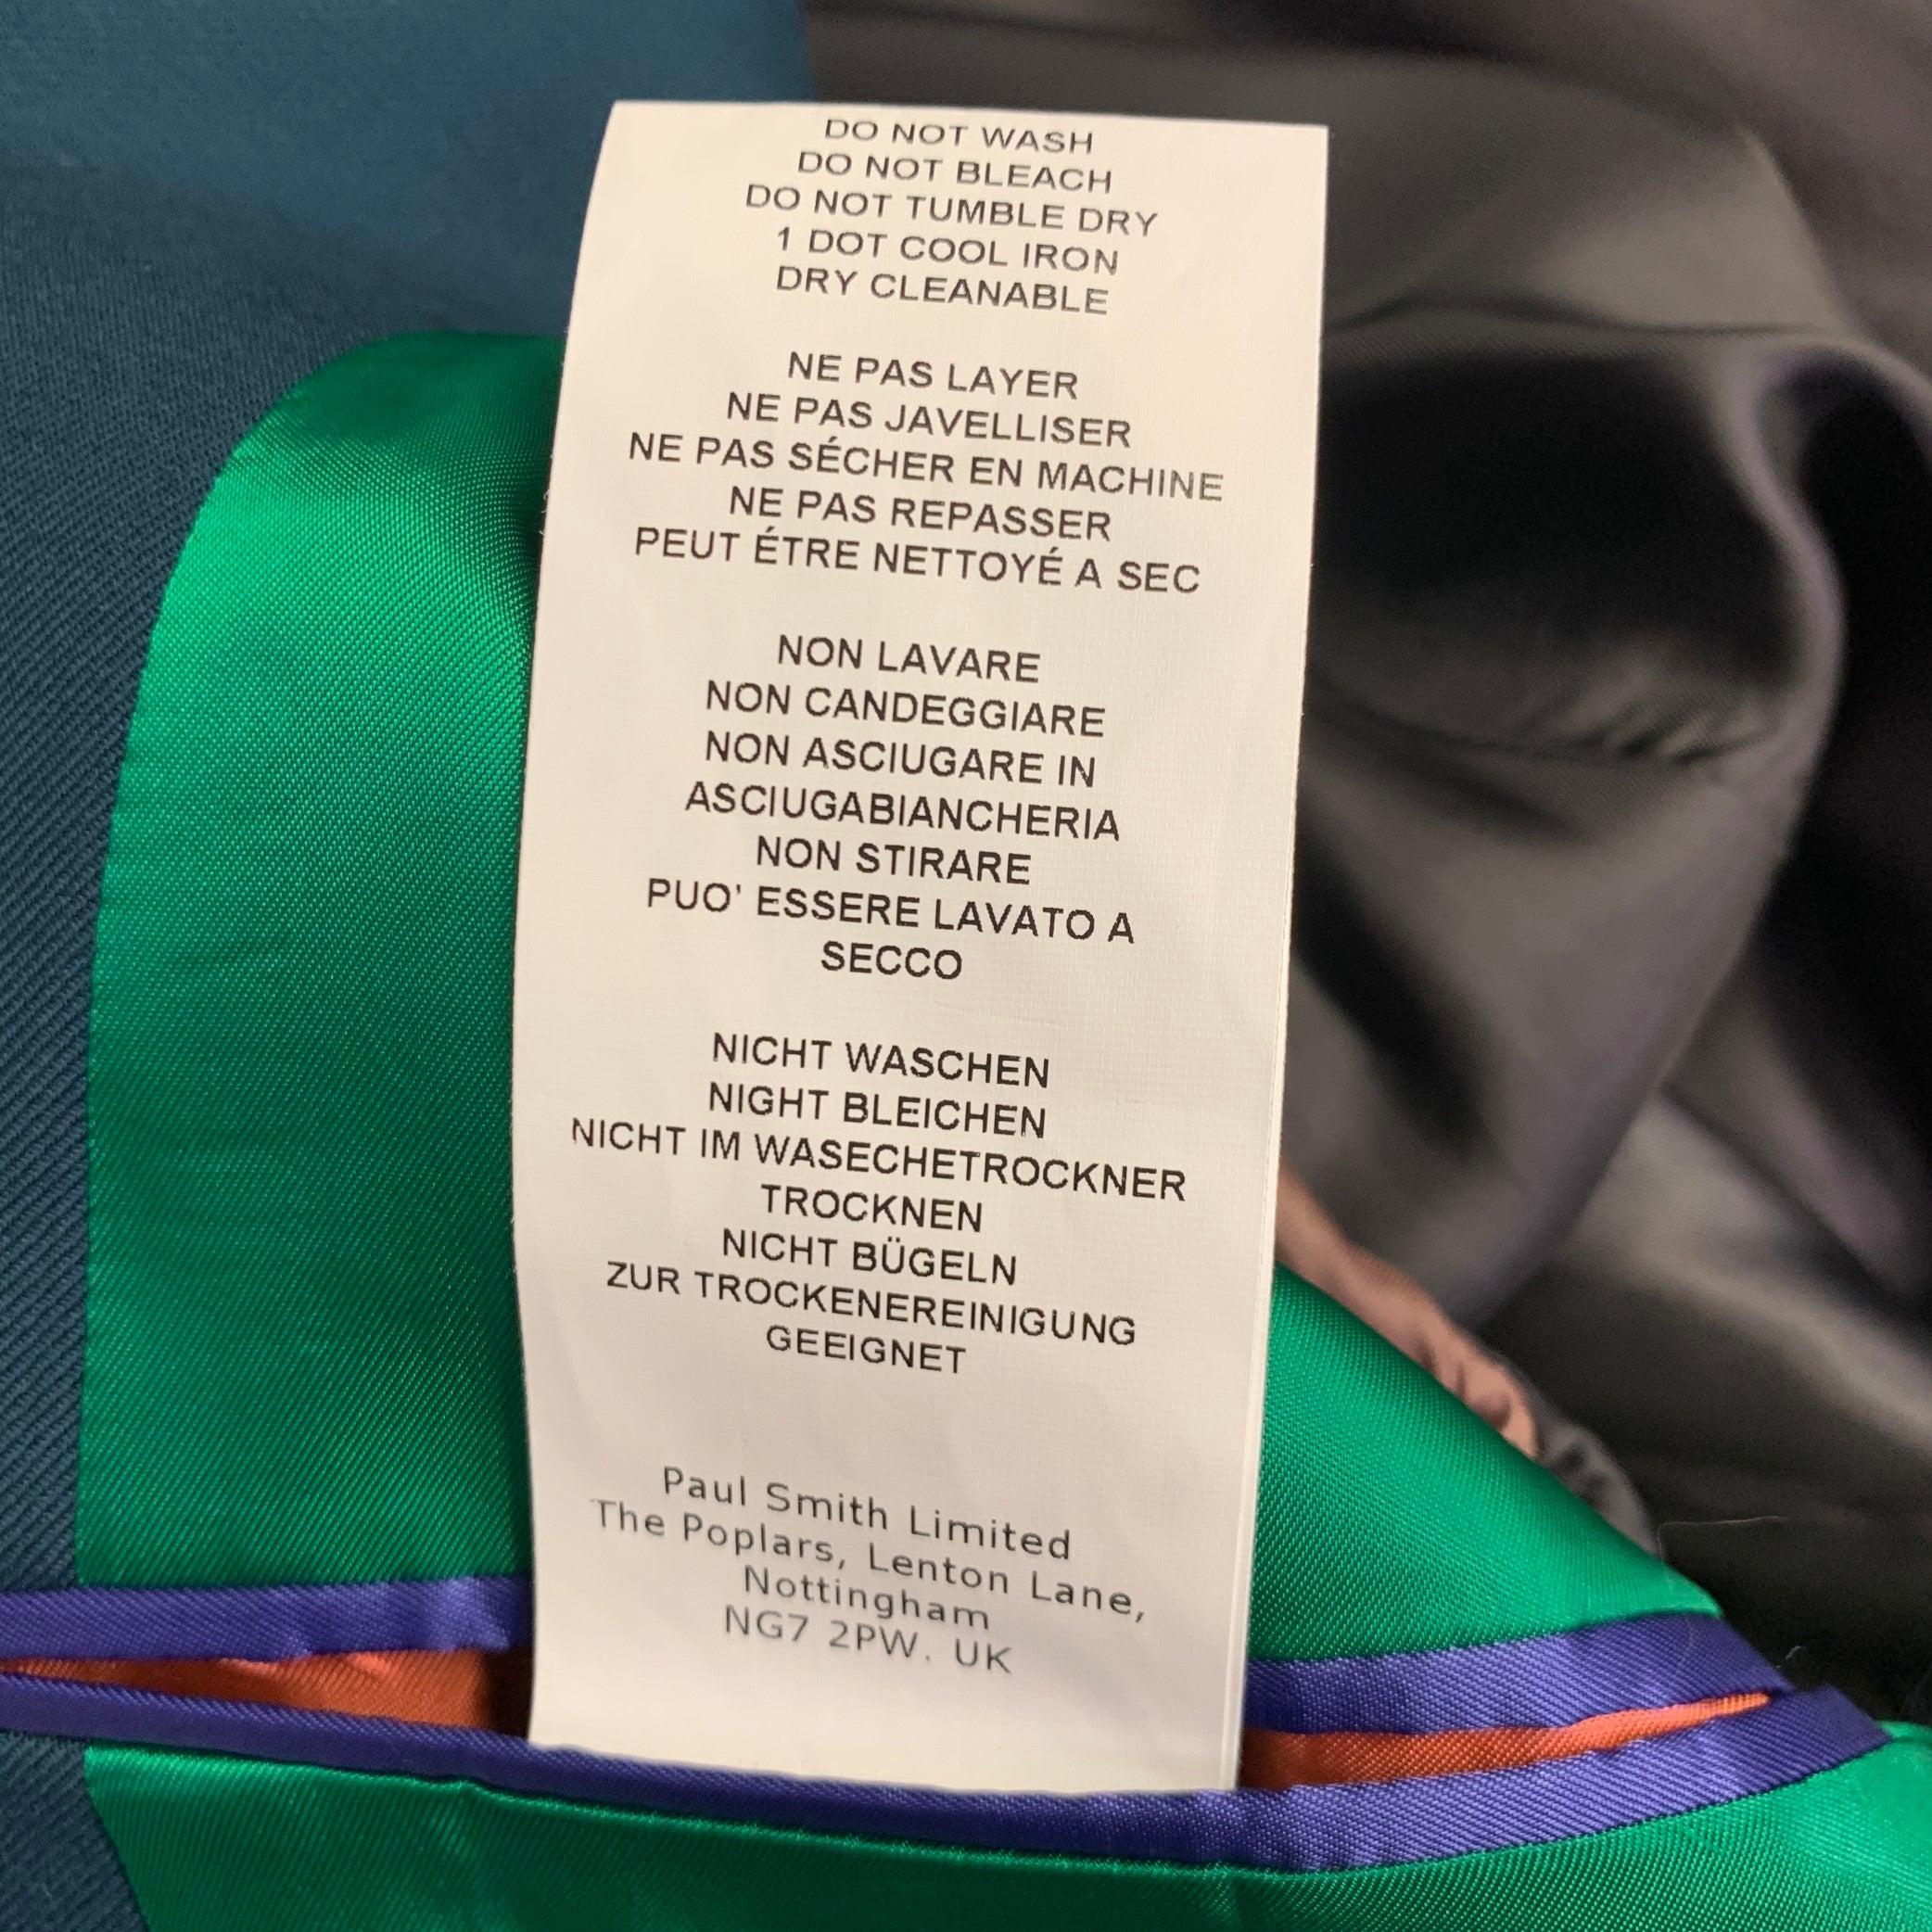 DO NOT WASH
DO NOT BLEACH
DO NOT TUMBLE DRY
1 DOT COOL IRON
DRY CLEANABLE
NE PAS LAYER
NE PAS JAVELLISER
NE PAS SÉCHER EN MACHINE
NE PAS REPASSER
PEUT ÉTRE NETTOYÉ A SEC
NON LAVARE
NON CANDEGGIARE
NON ASCIUGARE IN
ASCIUGABIANCHERIA
NON STIRARE
PUO' ESSERE LAVATO A
SECCO
NICHT WASCHEN
NIGHT BLEICHEN
NICHT IM WASECHETROCKNER
TROCKNEN
NICHT BÜGELN
ZUR TROCKENEREINIGUNG
GEEIGNET
Paul Smith Limited
The Poplars, Lenton Lane,
Nottingham
NG7 2PW. UK